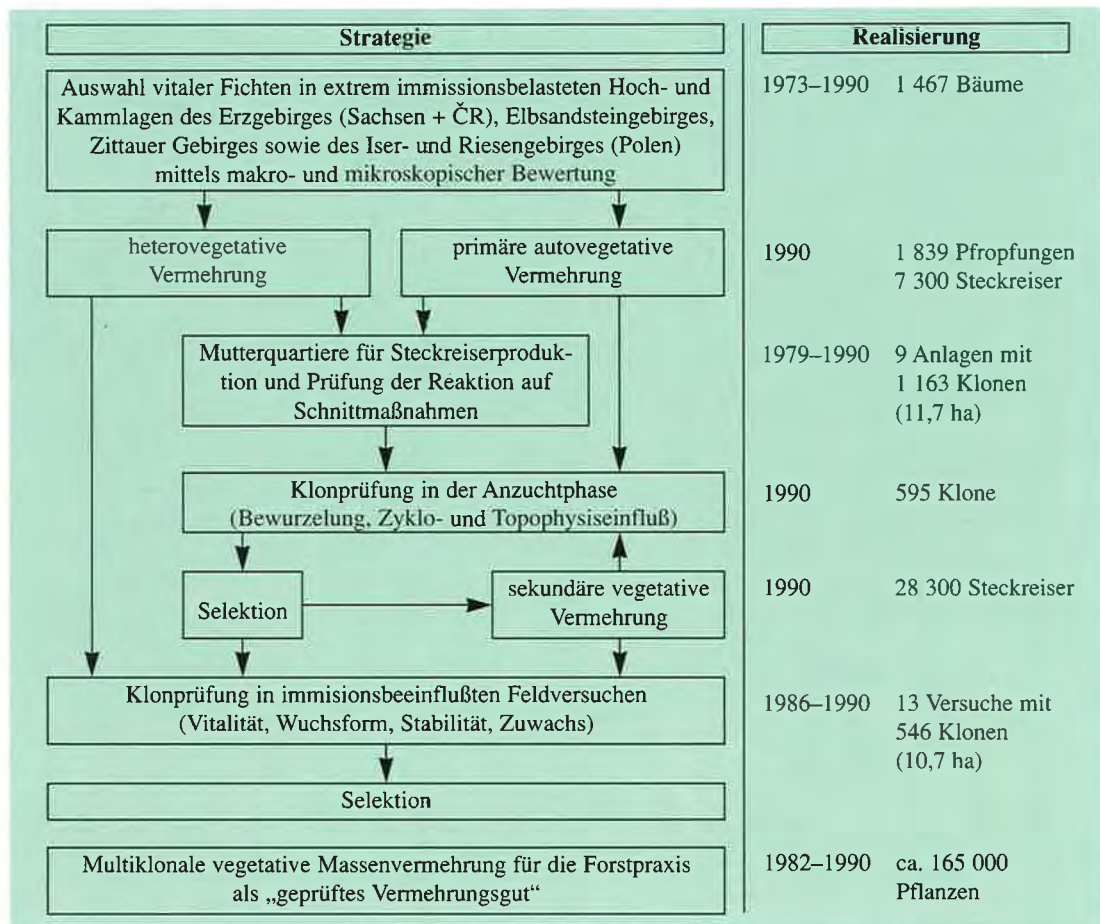 Strategie
Realisierung
Auswahl vitaler Fichten in extrem immissionsbelasteten Hoch- und
Kammlagen des Erzgebirges (Sachsen + ČR), Elbsandsteingebirges,
Zittauer Gebirges sowie des Iser- und Riesengebirges (Polen)
mittels makro- und mikroskopischer Bewertung
1973–1990 1 467 Bäume
heterovegetative
Vermehrung
primäre autovegetative
Vermehrung
1990 1 839 Pfropfungen
7 300 Steckreiser
Mutterquartiere für Steckreiserproduk-
tion und Prüfung der Reaktion auf
Schnittmaßnahmen
1979–1990 9 Anlagen mit
1 163 Klonen
(11,7 ha)
Klonprüfung in der Anzuchtphase
(Bewurzelung, Zyklo- und Topophysiseinfluß)
1990 595 Klone
Selektion
sekundäre vegetative
Vermehrung
1990 28 300 Steckreiser
Klonprüfung in immisionsbeeinflußten Feldversuchen
(Vitalität, Wuchsform, Stabilität, Zuwachs)
1986–1990 13 Versuche mit
546 Klonen
(10,7 ha)
Selektion
Multiklonale vegetative Massenvermehrung für die Forstpraxis
als „geprüftes Vermehrungsgut“
1982–1990 ca. 165 000
Pflanzen